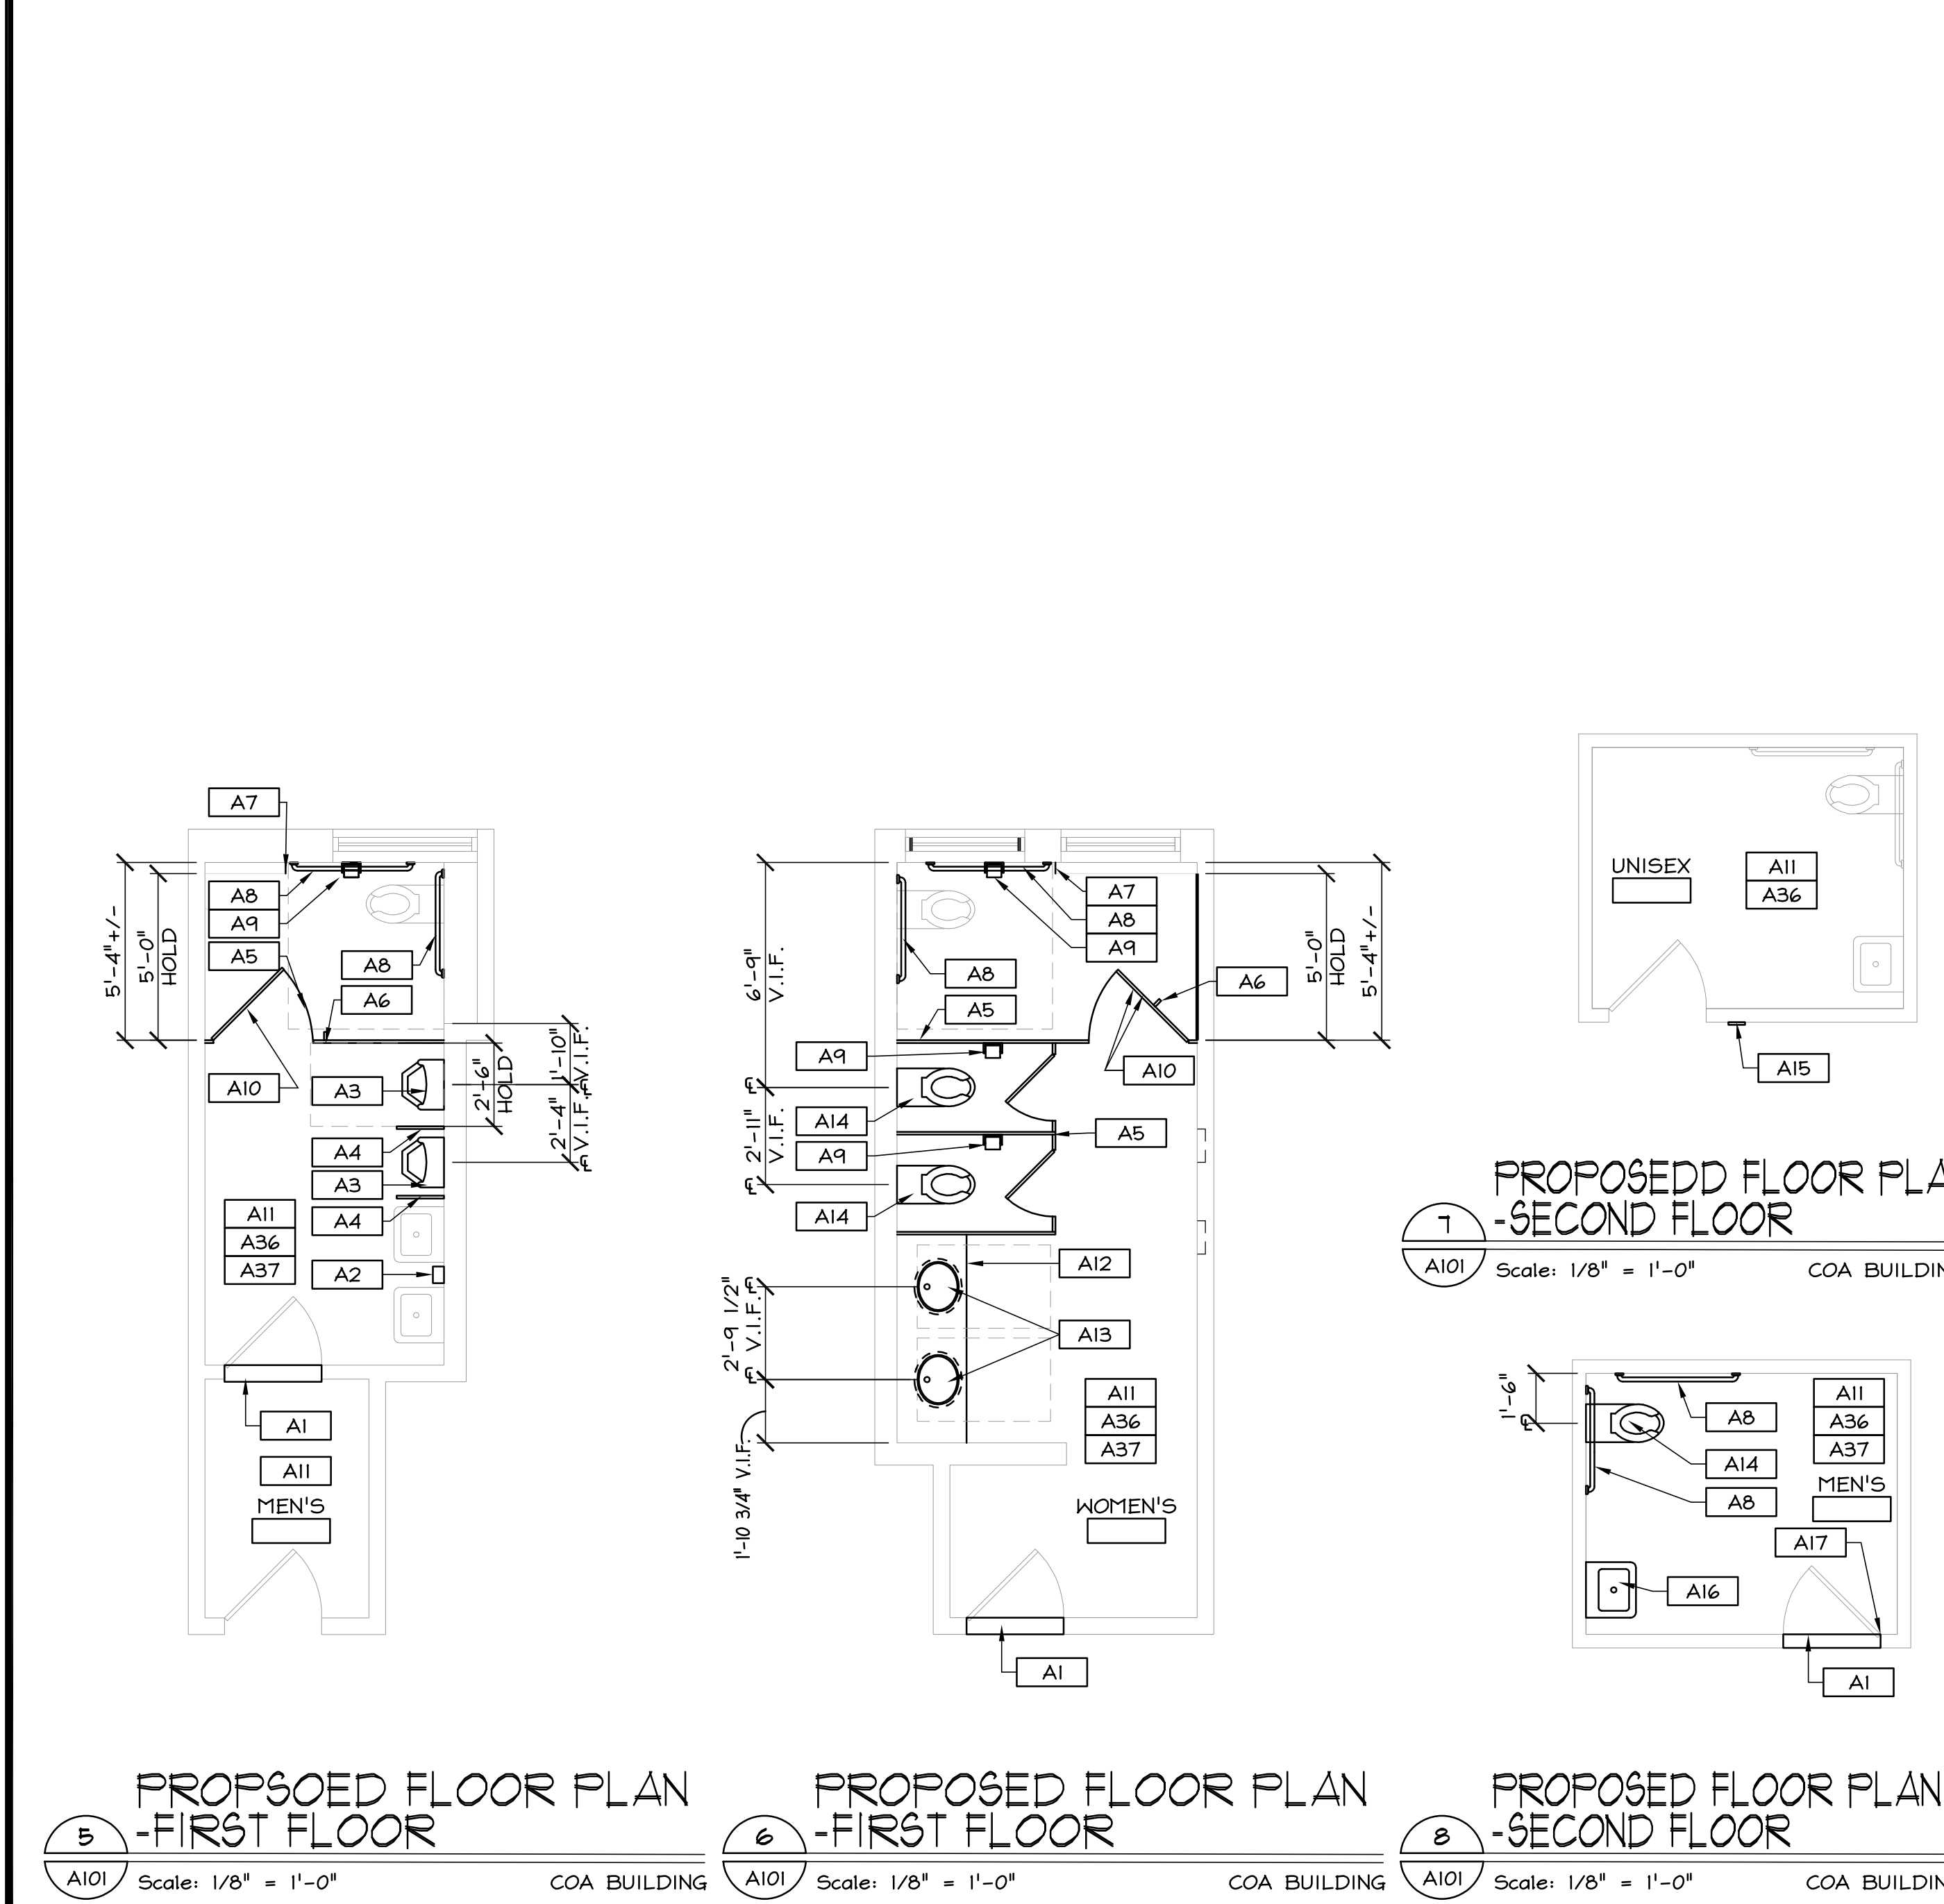 A7
A8
A9
A5
A8
A6
A10
A3
A4
A3
A4
A11
A36
A37
A2
A1
A11
MEN'S
5'-4"+/-
5'-0"
HOLD
2'-6"
HOLD
1'-10"
V.I.F.
2'-4"
V.I.F.
PROPSOED FLOOR PLAN
-FIRST FLOOR
5
A101
Scale: 1/8" = 1'-0"
COA BUILDING
6'-9"
V.I.F.
2'-11"
V.I.F.
2'-9 1/2"
V.I.F.
1'-10 3/4" V.I.F.
A7
A8
A9
A8
A5
A6
A9
A10
A14
A5
A9
A14
A12
A13
A11
A36
A37
WOMEN'S
A1
5'-0"
HOLD
5'-4"+/-
PROPOSED FLOOR PLAN
-FIRST FLOOR
6
A101
Scale: 1/8" = 1'-0"
COA BUILDING
UNISEX
A11
A36
A15
PROPOSEDD FLOOR PLA
-SECOND FLOOR
7
A101
Scale: 1/8" = 1'-0"
COA BUILDIN
1'-6"
A8
A14
A8
A11
A36
A37
MEN'S
A17
A16
A1
PROPOSED FLOOR PLAN
-SECOND FLOOR
8
A101
Scale: 1/8" = 1'-0"
COA BUILDIN